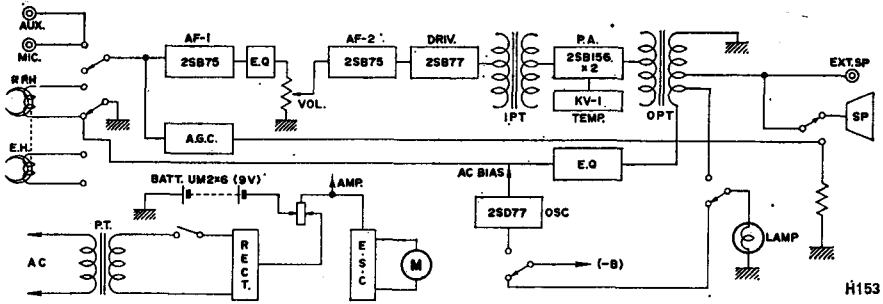 AUX.
MIC.
R P.H
E.H.
AF-1
2SB75
E.Q
VOL.
AF-2
2SB75
DRIV.
2SB77
IPT
P.A.
2SB156
×2
KV-1
TEMP.
OPT
EXT.SP
SP
A.G.C.
E.Q
AC BIAS
2SD77
OSC
(-B)
LAMP
BATT. UM2×6 (9V)
AMP.
P.T.
AC
RECT.
E·S·C
M
H153